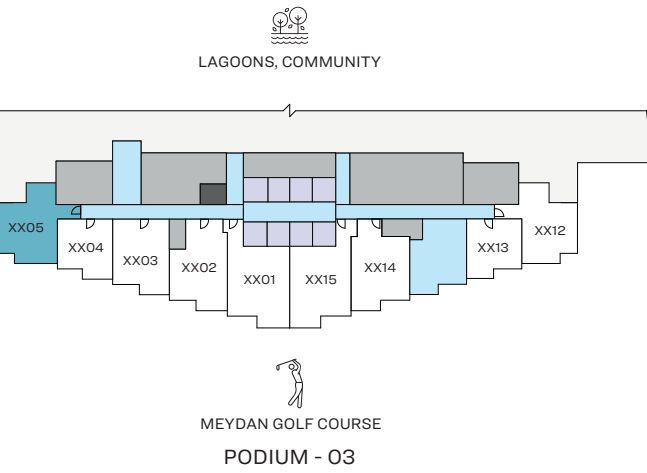 LAGOONS, COMMUNITY
XX05
XX04
XX03
XX02
XX01
XX15
XX14
XX13
XX12
MEYDAN GOLF COURSE
PODIUM - 03